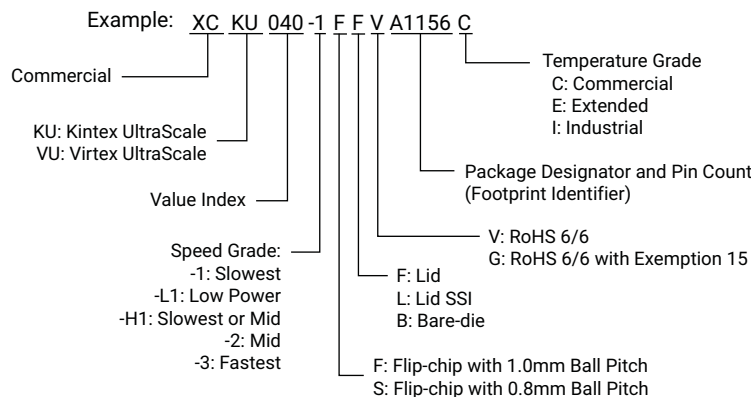 Example: XC KU 040 -1 F F V A1156 C
Commercial
Temperature Grade
C: Commercial
E: Extended
I: Industrial
KU: Kintex UltraScale
VU: Virtex UltraScale
Package Designator and Pin Count
(Footprint Identifier)
Value Index
V: RoHS 6/6
G: RoHS 6/6 with Exemption 15
Speed Grade:
-1: Slowest
-L1: Low Power
-H1: Slowest or Mid
-2: Mid
-3: Fastest
F: Lid
L: Lid SSI
B: Bare-die
F: Flip-chip with 1.0mm Ball Pitch
S: Flip-chip with 0.8mm Ball Pitch